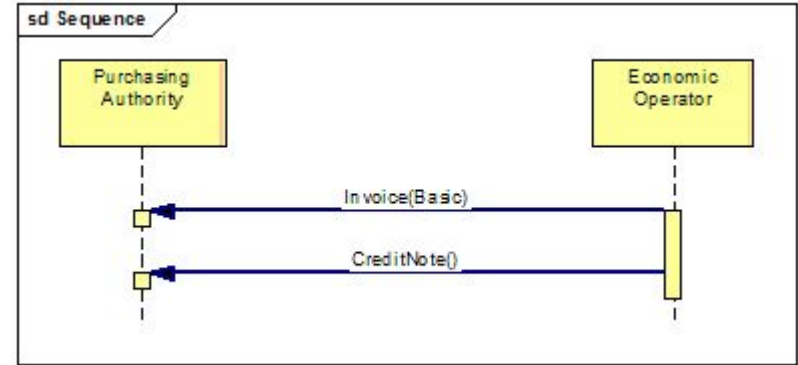 sd Sequence
Purchasing
Authority
Economic
Operator
Invoice(Basic)
CreditNote()